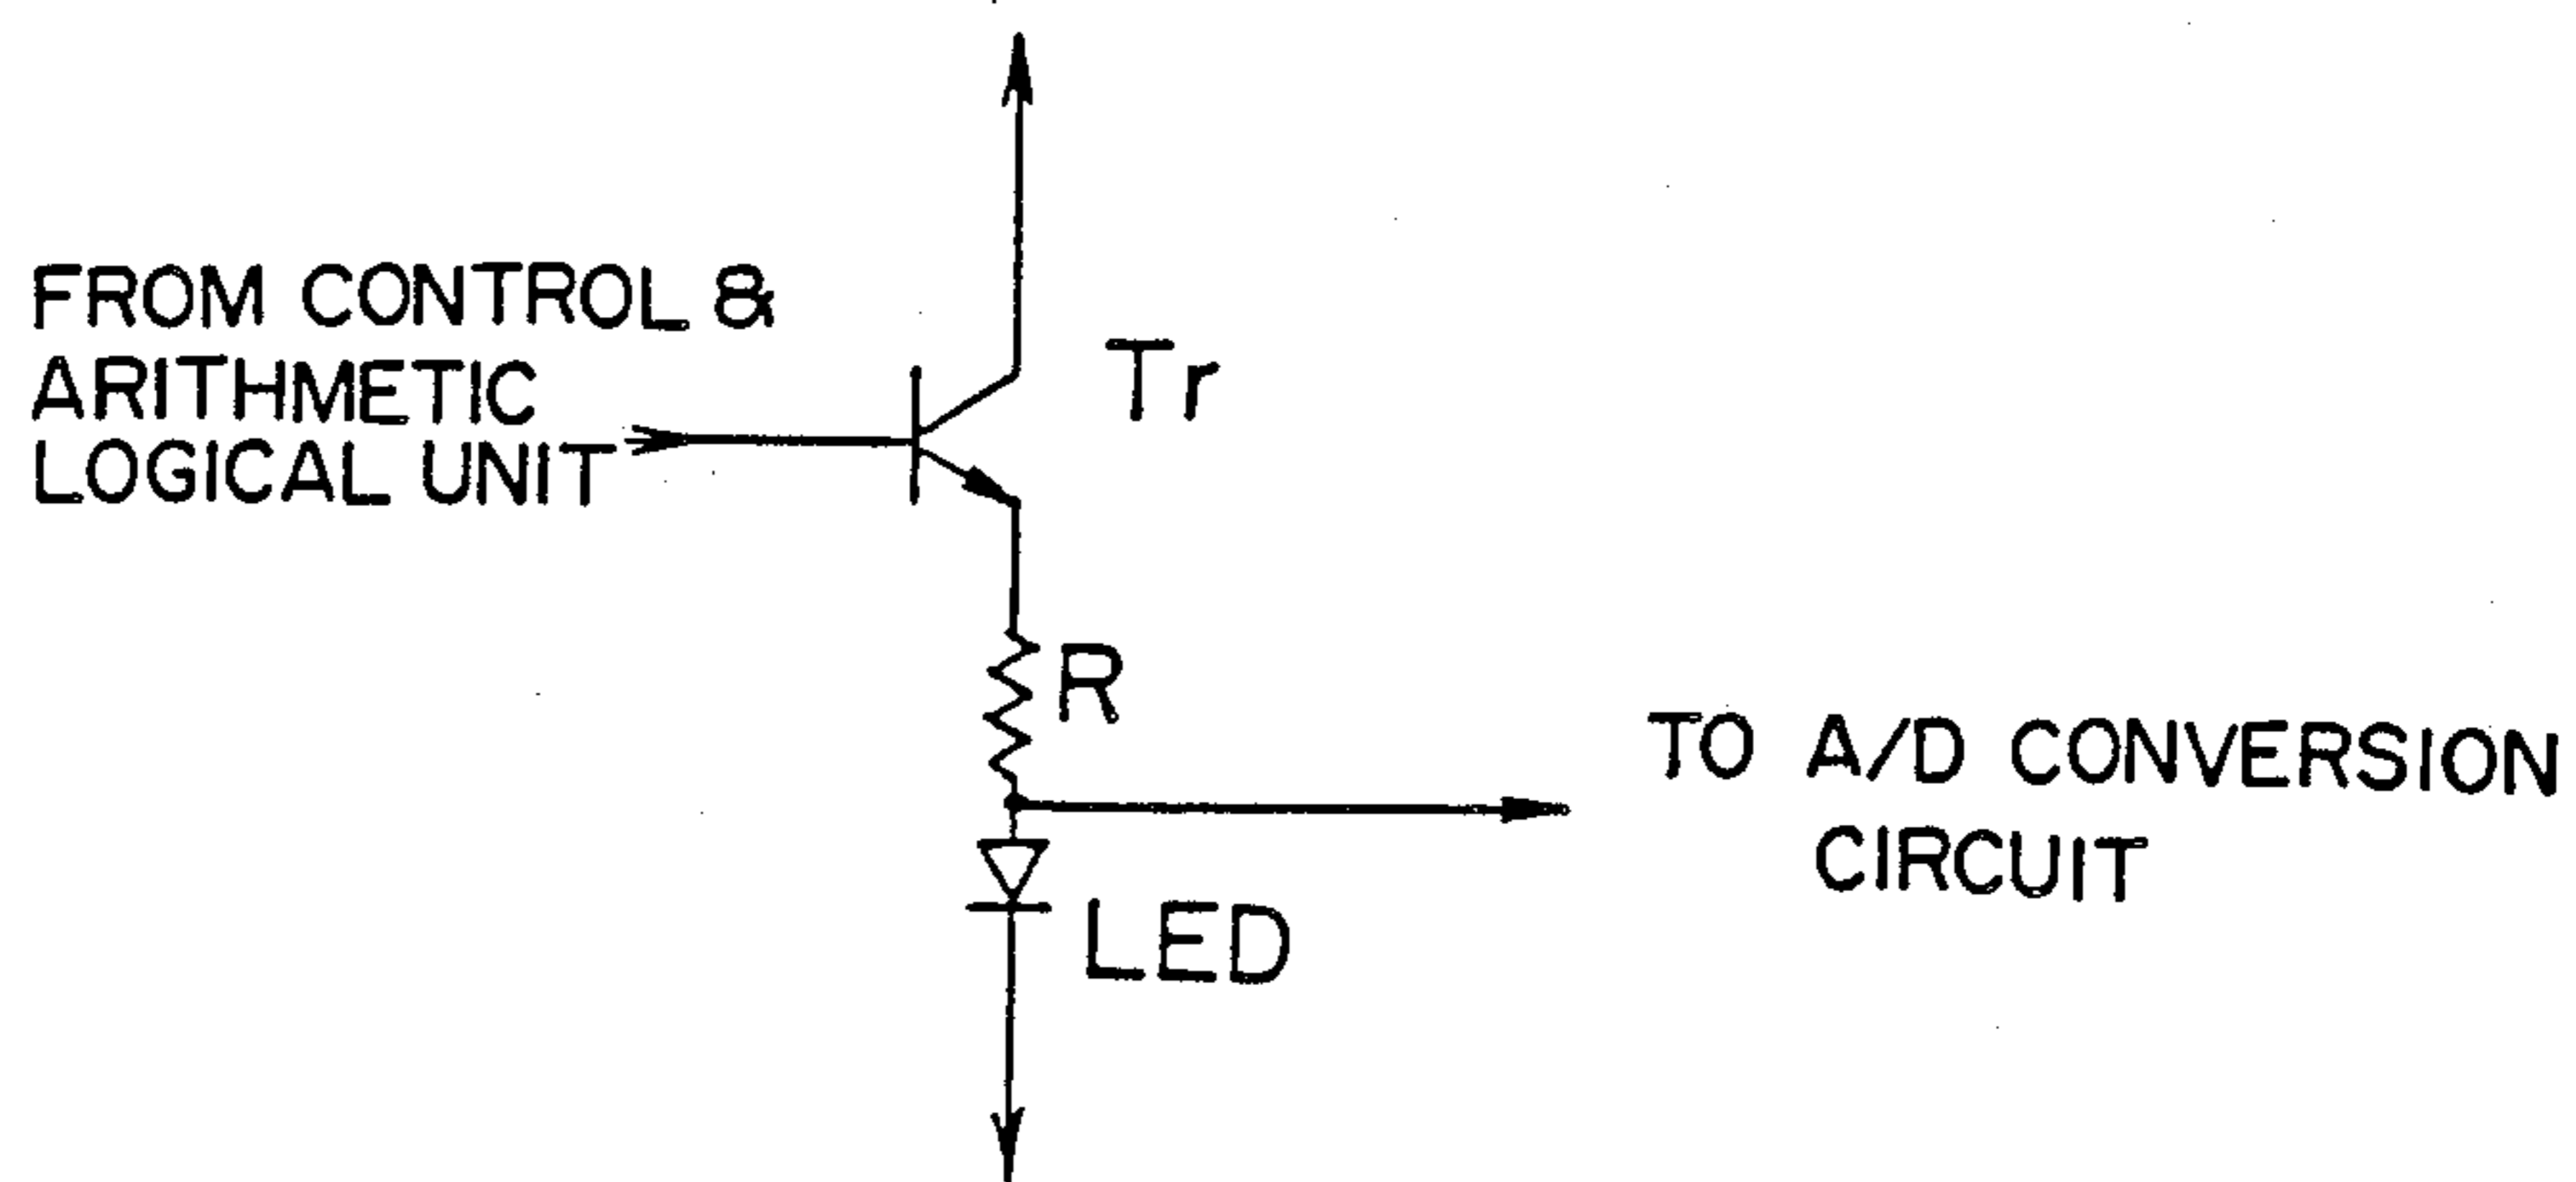 FROM CONTROL &
ARITHMETIC
LOGICAL UNIT
Tr
R
TO A/D CONVERSION
CIRCUIT
LED